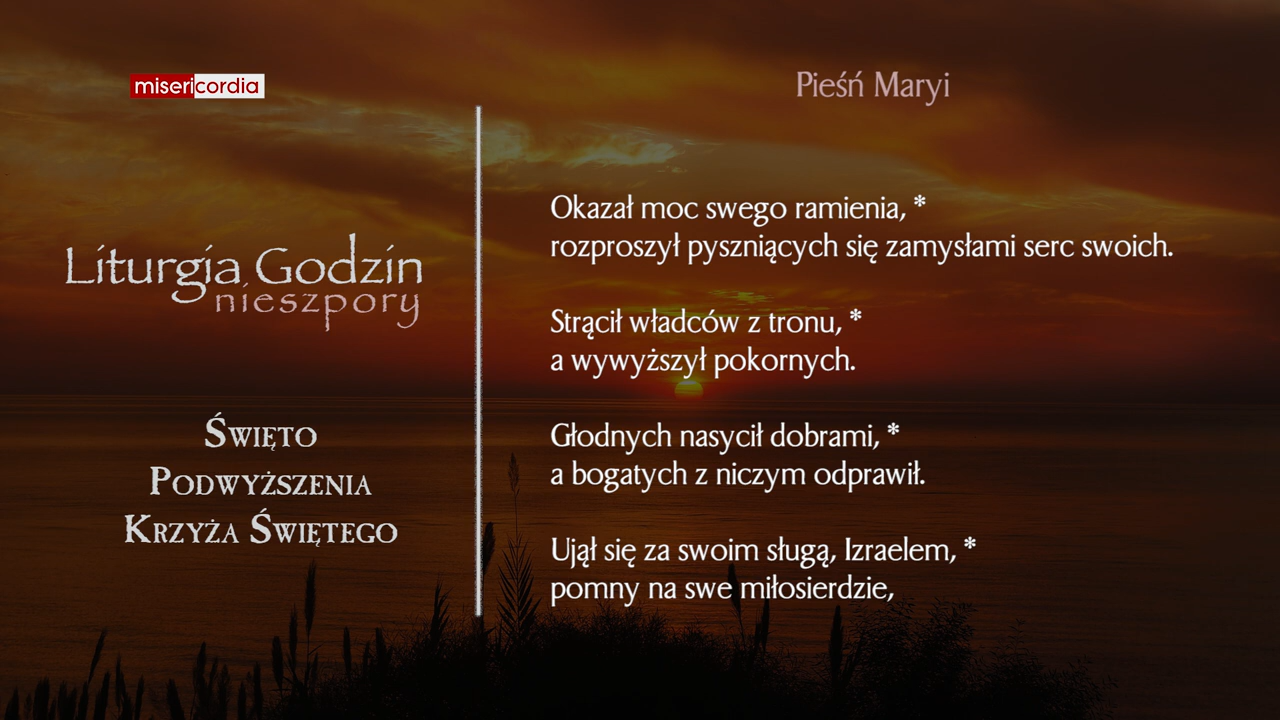 misericordia
Liturgia Godzin
nieszpory
Święto
Podwyższenia
Krzyża Świętego
Pieśń Maryi
Okazał moc swego ramienia, *
rozproszył pyszniących się zamysłami serc swoich.
Strącił władców z tronu, *
a wywyższył pokornych.
Głodnych nasycił dobrami, *
a bogatych z niczym odprawił.
Ujął się za swoim sługą, Izraelem, *
pomny na swe miłosierdzie,